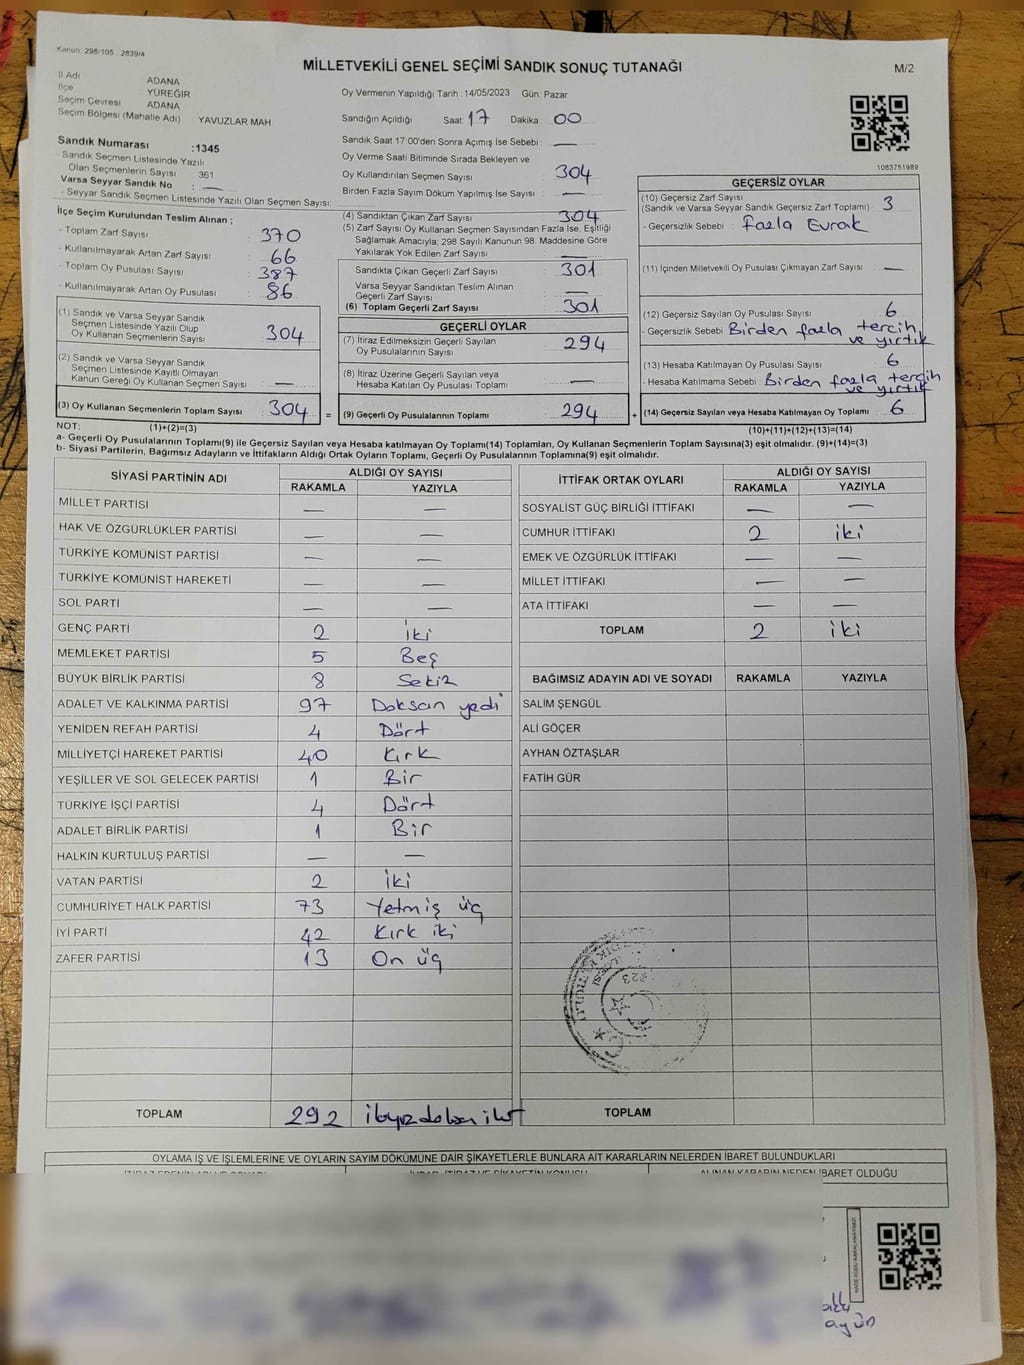 Kanun: 298/105 : 2839/4
MİLLETVEKİLİ GENEL SEÇİMİ SANDIK SONUÇ TUTANAĞI
M/2
İl Adı ADANA
İlçe YÜREĞİR
Seçim Çevresi ADANA
Seçim Bölgesi (Mahalle Adı) YAVUZLAR MAH
Sandık Numarası :1345
- Sandık Seçmen Listesinde Yazılı
Olan Seçmenlerin Sayısı 361
Varsa Seyyar Sandık No : —
- Seyyar Sandık Seçmen Listesinde Yazılı Olan Seçmen Sayısı:
İlçe Seçim Kurulundan Teslim Alınan ;
- Toplam Zarf Sayısı : 370
- Kullanılmayarak Artan Zarf Sayısı : 66
- Toplam Oy Pusulası Sayısı : 387
- Kullanılmayarak Artan Oy Pusulası : 86
(1) Sandık ve Varsa Seyyar Sandık
Seçmen Listesinde Yazılı Olup
Oy Kullanan Seçmenlerin Sayısı : 304
(2) Sandık ve Varsa Seyyar Sandık
Seçmen Listesinde Kayıtlı Olmayan
Kanun Gereği Oy Kullanan Seçmen Sayısı : —
(3) Oy Kullanan Seçmenlerin Toplam Sayısı : 304 =
Oy Vermenin Yapıldığı Tarih :14/05/2023 Gün: Pazar
Sandığın Açıldığı Saat: 17 Dakika : 00
Sandık Saat 17:00'den Sonra Açımış İse Sebebi : —
Oy Verme Saati Bitiminde Sırada Bekleyen ve
Oy Kullandırılan Seçmen Sayısı : 304
Birden Fazla Sayım Döküm Yapılmış İse Sayısı : —
(4) Sandıktan Çıkan Zarf Sayısı : 304
(5) Zarf Sayısı Oy Kullanan Seçmen Sayısından Fazla İse, Eşitliği
Sağlamak Amacıyla; 298 Sayılı Kanunun 98. Maddesine Göre
Yakılarak Yok Edilen Zarf Sayısı : —
Sandıkta Çıkan Geçerli Zarf Sayısı : 301
Varsa Seyyar Sandıktan Teslim Alınan
Geçerli Zarf Sayısı : —
(6) Toplam Geçerli Zarf Sayısı : 301
GEÇERLİ OYLAR
(7) İtiraz Edilmeksizin Geçerli Sayılan
Oy Pusulalarının Sayısı : 294
(8) İtiraz Üzerine Geçerli Sayılan veya
Hesaba Katılan Oy Pusulası Toplamı : —
(9) Geçerli Oy Pusulalarının Toplamı : 294 +
1083751989
GEÇERSİZ OYLAR
(10) Geçersiz Zarf Sayısı
(Sandık ve Varsa Seyyar Sandık Geçersiz Zarf Toplamı) : 3
- Geçersizlik Sebebi : fazla Evrak
(11) İçinden Milletvekili Oy Pusulası Çıkmayan Zarf Sayısı : —
(12) Geçersiz Sayılan Oy Pusulası Sayısı : 6
- Geçersizlik Sebebi Birden fazla tercih
ve yırtık
(13) Hesaba Katılmayan Oy Pusulası Sayısı : 6
- Hesaba Katılmama Sebebi : Birden fazla tercih
ve yırtık
(14) Geçersiz Sayılan veya Hesaba Katılmayan Oy Toplamı : 6
NOT: (1)+(2)=(3) (10)+(11)+(12)+(13)=(14)
a- Geçerli Oy Pusulalarının Toplamı(9) ile Geçersiz Sayılan veya Hesaba katılmayan Oy Toplamı(14) Toplamları, Oy Kullanan Seçmenlerin Toplam Sayısına(3) eşit olmalıdır. (9)+(14)=(3)
b- Siyasi Partilerin, Bağımsız Adayların ve İttifakların Aldığı Ortak Oyların Toplamı, Geçerli Oy Pusulalarının Toplamına(9) eşit olmalıdır.
SİYASİ PARTİNİN ADI ALDIĞI OY SAYISI
RAKAMLA YAZIYLA
MİLLET PARTİSİ — —
HAK VE ÖZGÜRLÜKLER PARTİSİ — —
TÜRKİYE KOMÜNİST PARTİSİ — —
TÜRKİYE KOMÜNİST HAREKETİ — —
SOL PARTİ — —
GENÇ PARTİ 2 İki
MEMLEKET PARTİSİ 5 Beş
BÜYÜK BİRLİK PARTİSİ 8 Sekiz
ADALET VE KALKINMA PARTİSİ 97 Doksan yedi
YENİDEN REFAH PARTİSİ 4 Dört
MİLLİYETÇİ HAREKET PARTİSİ 40 Kırk
YEŞİLLER VE SOL GELECEK PARTİSİ 1 Bir
TÜRKİYE İŞÇİ PARTİSİ 4 Dört
ADALET BİRLİK PARTİSİ 1 Bir
HALKIN KURTULUŞ PARTİSİ — —
VATAN PARTİSİ 2 İki
CUMHURİYET HALK PARTİSİ 73 Yetmiş üç
İYİ PARTİ 42 Kırk iki
ZAFER PARTİSİ 13 On üç
TOPLAM 292
İTTİFAK ORTAK OYLARI ALDIĞI OY SAYISI
RAKAMLA YAZIYLA
SOSYALİST GÜÇ BİRLİĞİ İTTİFAKI — —
CUMHUR İTTİFAKI 2 iki
EMEK VE ÖZGÜRLÜK İTTİFAKI — —
MİLLET İTTİFAKI — —
ATA İTTİFAKI — —
TOPLAM 2 iki
BAĞIMSIZ ADAYIN ADI VE SOYADI RAKAMLA YAZIYLA
SALİM ŞENGÜL
ALİ GÖÇER
AYHAN ÖZTAŞLAR
FATİH GÜR
TOPLAM
OYLAMA İŞ VE İŞLEMLERİNE VE OYLARIN SAYIM DÖKÜMÜNE DAİR ŞİKAYETLERLE BUNLARA AİT KARARLARIN NELERDEN İBARET BULUNDUKLARI
ALINAN KARARIN NEDEN İBARET OLDUĞU